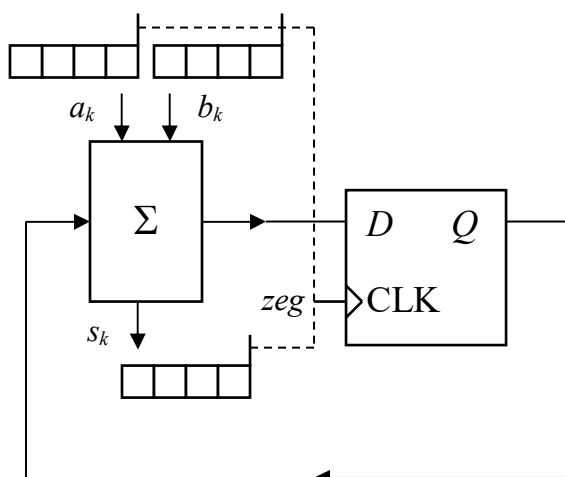 a_k b_k
Σ D Q
zeg CLK
s_k